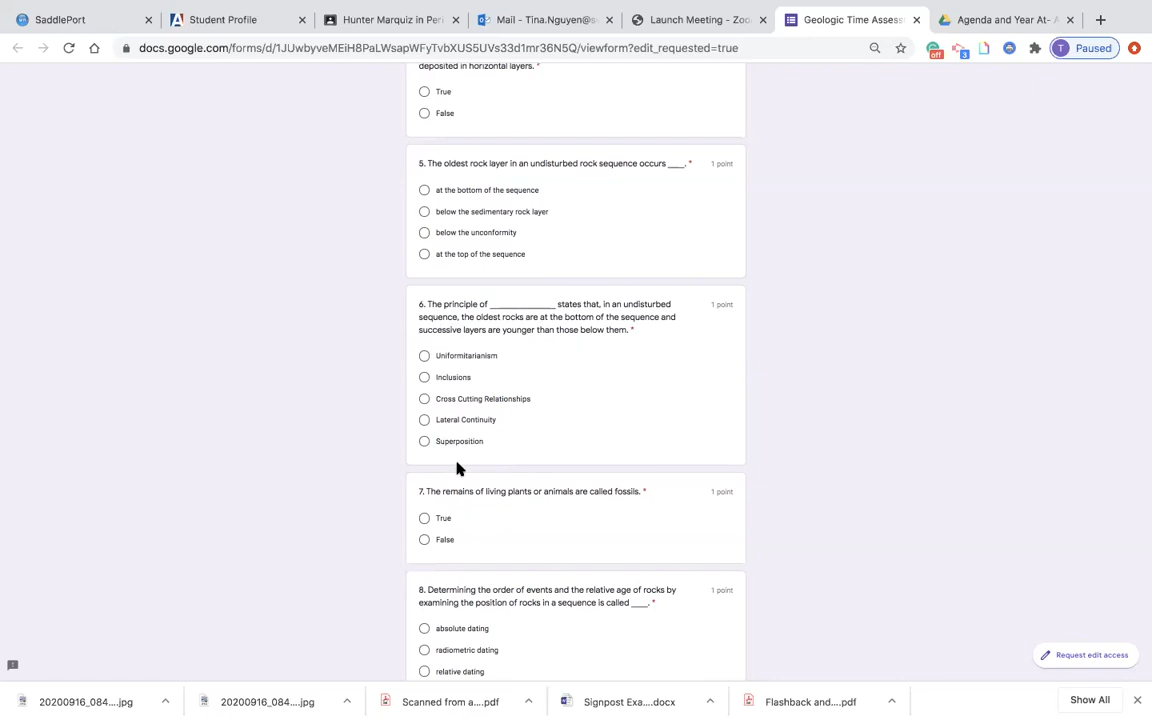 SaddlePort
Student Profile
Hunter Marquiz in Peri
Mail - Tina.Nguyen@s
Launch Meeting - Zoo
Geologic Time Assess
Agenda and Year At- A
docs.google.com/forms/d/1JUwbyveMEiH8PaLWsapWFyTvbXUS5UVs33d1mr36N5Q/viewform?edit_requested=true
off
3
T Paused
deposited in horizontal layers. *
True
False
5. The oldest rock layer in an undisturbed rock sequence occurs ____. * 1 point
at the bottom of the sequence
below the sedimentary rock layer
below the unconformity
at the top of the sequence
6. The principle of ______________ states that, in an undisturbed 1 point
sequence, the oldest rocks are at the bottom of the sequence and
successive layers are younger than those below them. *
Uniformitarianism
Inclusions
Cross Cutting Relationships
Lateral Continuity
Superposition
7. The remains of living plants or animals are called fossils. * 1 point
True
False
8. Determining the order of events and the relative age of rocks by 1 point
examining the position of rocks in a sequence is called ____. *
absolute dating
radiometric dating
relative dating
Request edit access
20200916_084....jpg
20200916_084....jpg
Scanned from a....pdf
Signpost Exa....docx
Flashback and....pdf
Show All